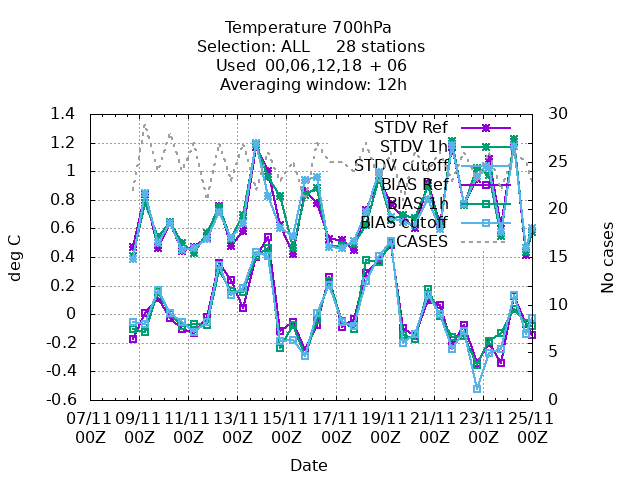 Temperature 700hPa
Selection: ALL 28 stations
Used 00,06,12,18 + 06
Averaging window: 12h
1.4
1.2
1
0.8
0.6
0.4
0.2
0
-0.2
-0.4
-0.6
deg C
30
25
20
15
10
5
0
No cases
STDV Ref
STDV 1h
STDV cutoff
BIAS Ref
BIAS 1h
BIAS cutoff
CASES
07/11 09/11 11/11 13/11 15/11 17/11 19/11 21/11 23/11 25/11
00Z 00Z 00Z 00Z 00Z 00Z 00Z 00Z 00Z 00Z
Date